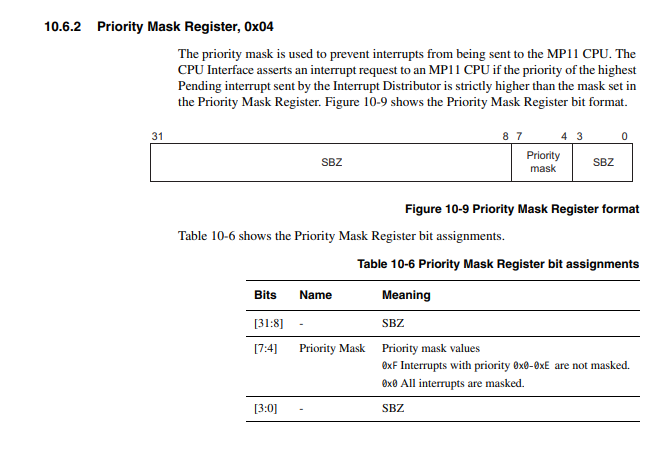 10.6.2 Priority Mask Register, 0x04
The priority mask is used to prevent interrupts from being sent to the MP11 CPU. The
CPU Interface asserts an interrupt request to an MP11 CPU if the priority of the highest
Pending interrupt sent by the Interrupt Distributor is strictly higher than the mask set in
the Priority Mask Register. Figure 10-9 shows the Priority Mask Register bit format.
31 8 7 4 3 0
SBZ Priority mask SBZ
Figure 10-9 Priority Mask Register format
Table 10-6 shows the Priority Mask Register bit assignments.
Table 10-6 Priority Mask Register bit assignments
Bits Name Meaning
[31:8] - SBZ
[7:4] Priority Mask Priority mask values
0xF Interrupts with priority 0x0-0xE are not masked.
0x0 All interrupts are masked.
[3:0] - SBZ